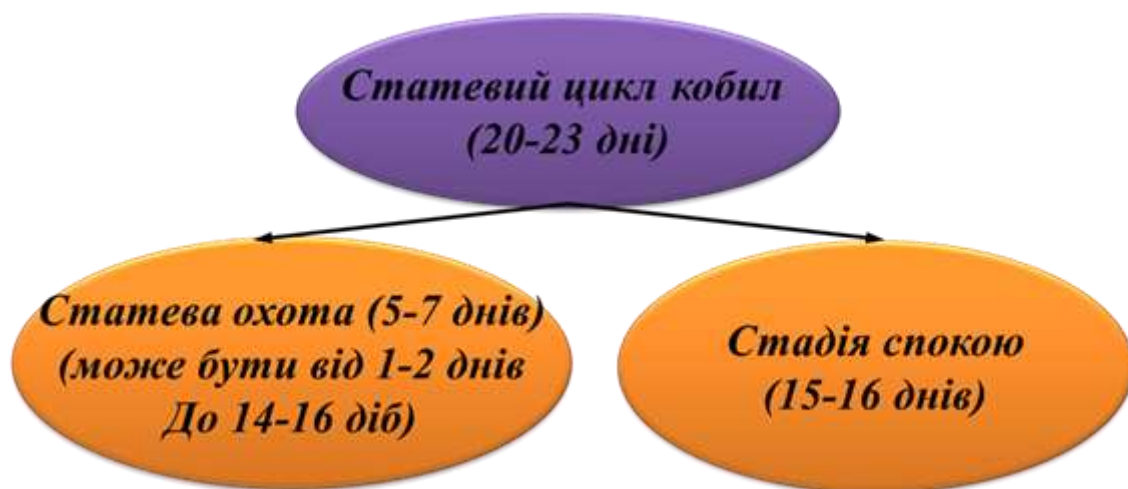 Статевий цикл кобил
(20-23 дні)
Статева охота (5-7 днів)
(може бути від 1-2 днів
До 14-16 діб)
Стадія спокою
(15-16 днів)